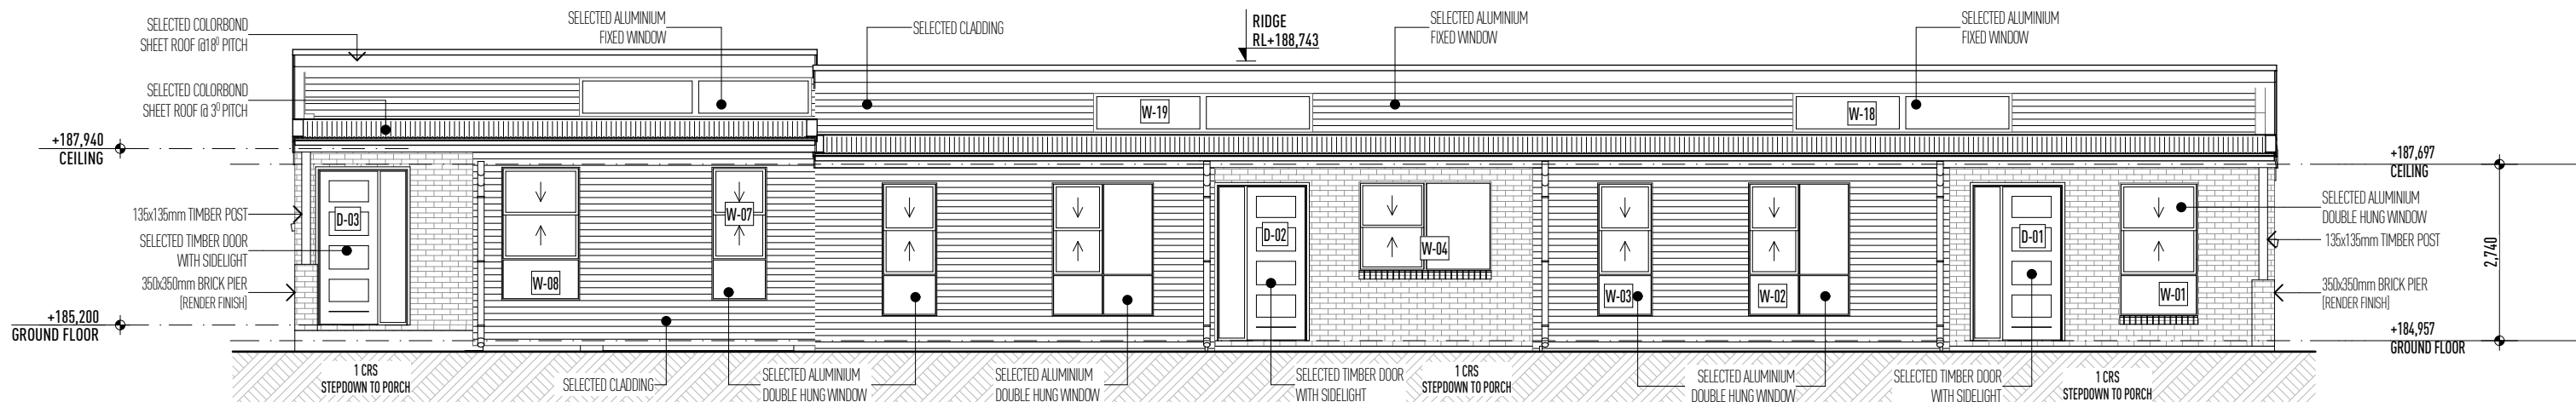 SELECTED COLORBOND
SHEET ROOF @18⁰ PITCH
SELECTED ALUMINIUM
FIXED WINDOW
SELECTED CLADDING
RIDGE
RL+188,743
SELECTED ALUMINIUM
FIXED WINDOW
SELECTED ALUMINIUM
FIXED WINDOW
SELECTED COLORBOND
SHEET ROOF @ 3⁰ PITCH
W-19
W-18
+187,940
CEILING
+187,697
CEILING
135x135mm TIMBER POST
SELECTED TIMBER DOOR
WITH SIDELIGHT
350x350mm BRICK PIER
[RENDER FINISH]
D-03
W-08
W-07
D-02
W-04
W-03
W-02
D-01
W-01
SELECTED ALUMINIUM
DOUBLE HUNG WINDOW
135x135mm TIMBER POST
350x350mm BRICK PIER
[RENDER FINISH]
2,740
+185,200
GROUND FLOOR
+184,957
GROUND FLOOR
1 CRS
STEPDOWN TO PORCH
SELECTED CLADDING
SELECTED ALUMINIUM
DOUBLE HUNG WINDOW
SELECTED ALUMINIUM
DOUBLE HUNG WINDOW
SELECTED TIMBER DOOR
WITH SIDELIGHT
1 CRS
STEPDOWN TO PORCH
SELECTED ALUMINIUM
DOUBLE HUNG WINDOW
SELECTED TIMBER DOOR
WITH SIDELIGHT
1 CRS
STEPDOWN TO PORCH